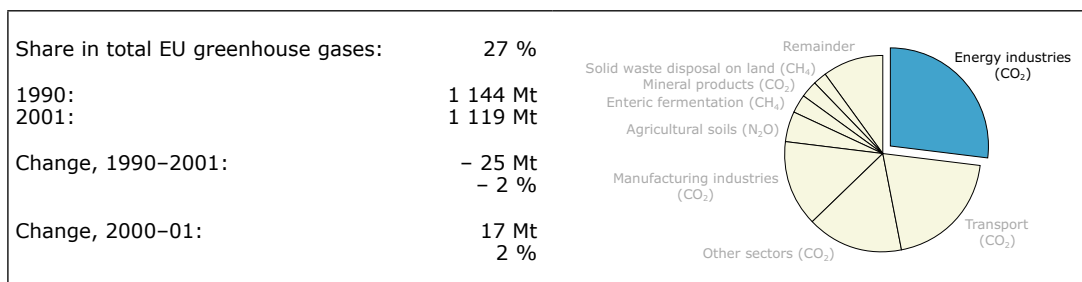 Share in total EU greenhouse gases: 27 %
1990: 1 144 Mt
2001: 1 119 Mt
Change, 1990–2001: – 25 Mt
– 2 %
Change, 2000–01: 17 Mt
2 %
Remainder
Solid waste disposal on land (CH₄)
Mineral products (CO₂)
Enteric fermentation (CH₄)
Agricultural soils (N₂O)
Manufacturing industries
(CO₂)
Other sectors (CO₂)
Transport
(CO₂)
Energy industries
(CO₂)